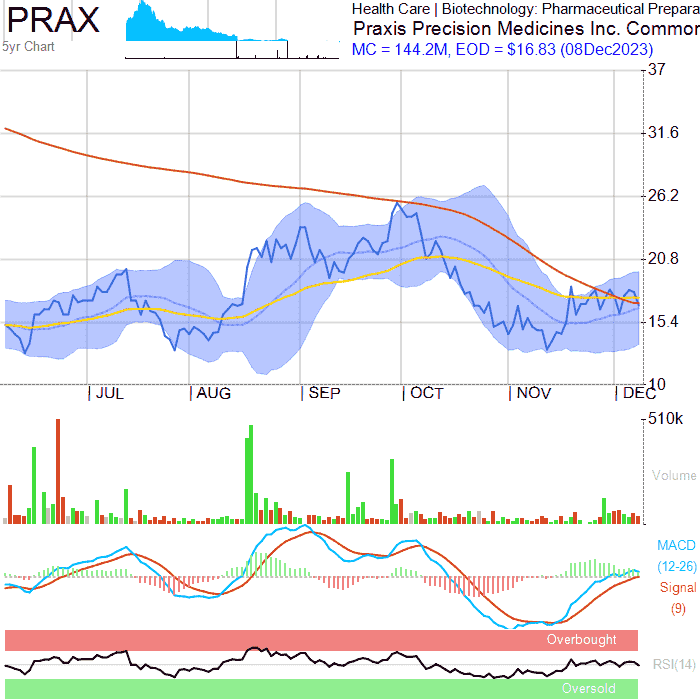 PRAX
5yr Chart
Health Care | Biotechnology: Pharmaceutical Prepara
Praxis Precision Medicines Inc. Common
MC = 144.2M, EOD = $16.83 (08Dec2023)
37
31.6
26.2
20.8
15.4
10
JUL AUG SEP OCT NOV DEC
510k
Volume
MACD
(12-26)
Signal
(9)
Overbought
RSI(14)
Oversold